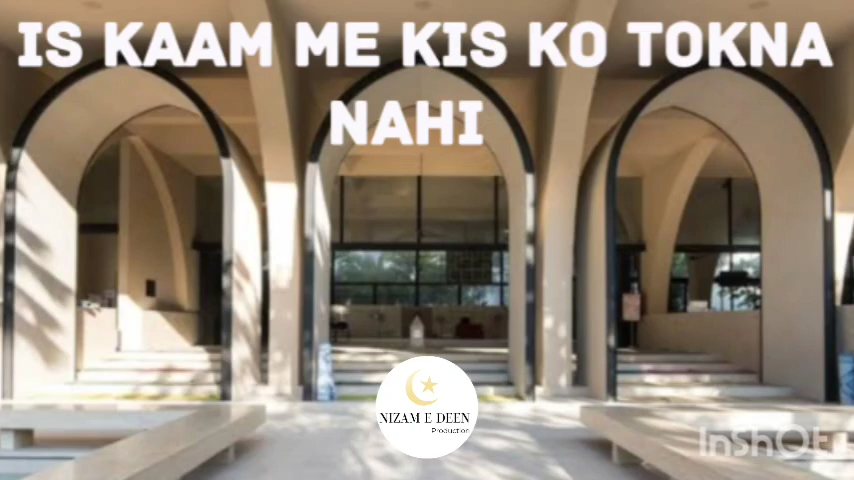 IS KAAM ME KIS KO TOKNA
NAHI
NIZAM E DEEN
Production
InShOt